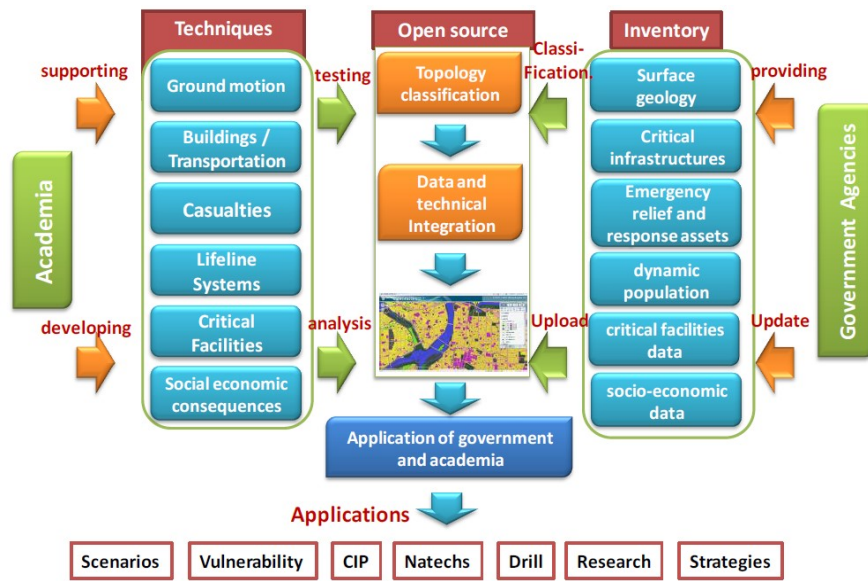 Techniques
Open source
Inventory
supporting
testing
Classi-
Fification.
providing
Academia
developing
Ground motion
Buildings /
Transportation
Casualties
Lifeline
Systems
Critical
Facilities
Social economic
consequences
analysis
Topology
classification
Data and
technical
Integration
Upload
Surface
geology
Critical
infrastructures
Emergency
relief and
response assets
dynamic
population
critical facilities
data
socio-economic
data
Update
Government Agencies
Application of government
and academia
Applications
Scenarios
Vulnerability
CIP
Natechs
Drill
Research
Strategies